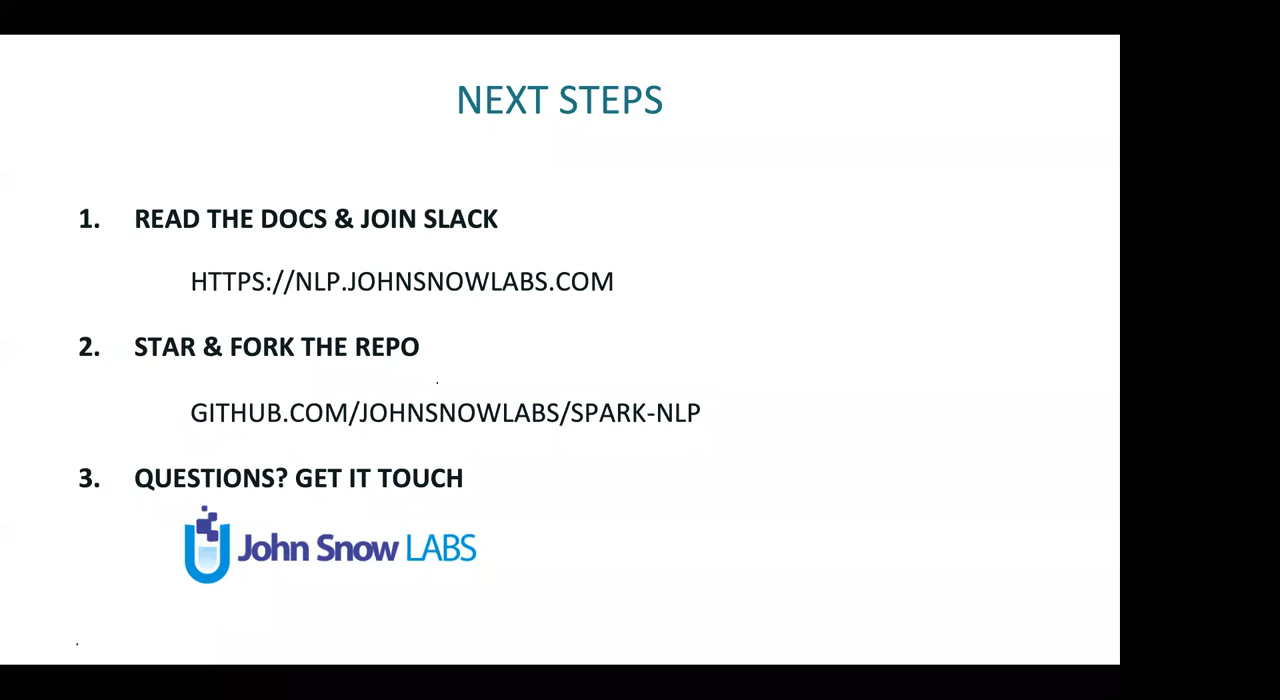 NEXT STEPS
1. READ THE DOCS & JOIN SLACK
HTTPS://NLP.JOHNSNOWLABS.COM
2. STAR & FORK THE REPO
GITHUB.COM/JOHNSNOWLABS/SPARK-NLP
3. QUESTIONS? GET IT TOUCH
John Snow LABS